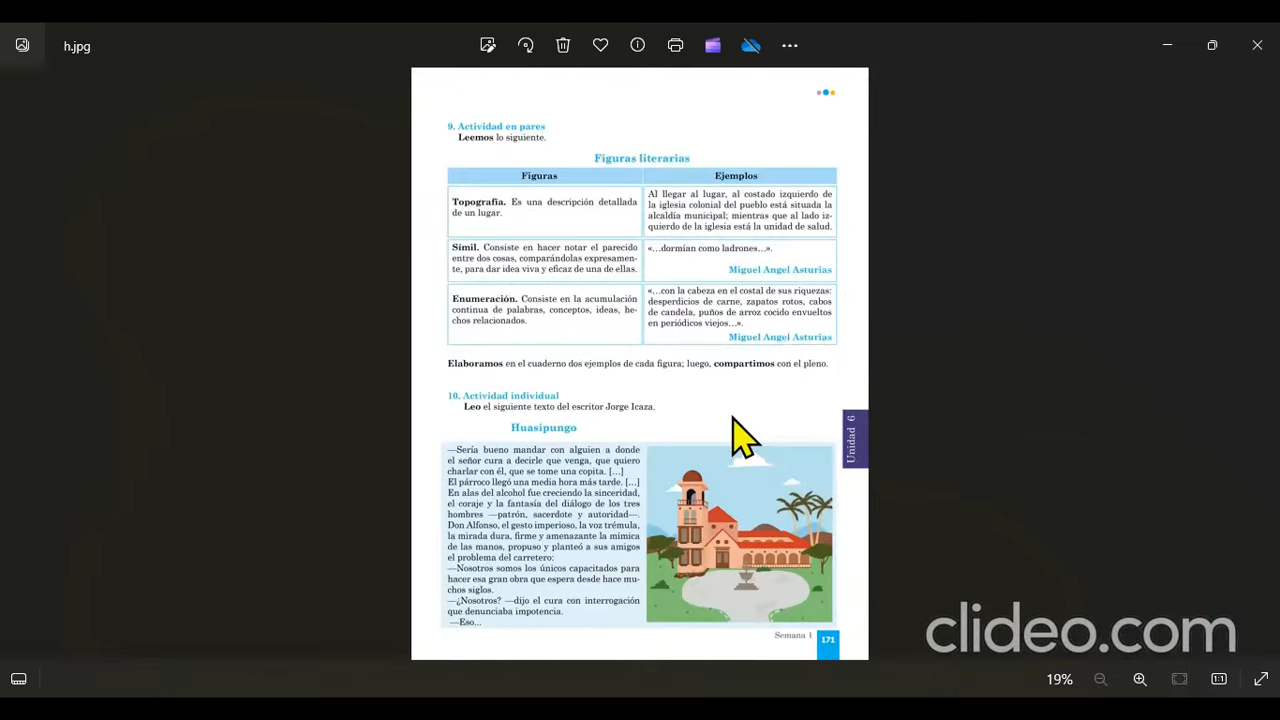 h.jpg
9. Actividad en pares
Leemos lo siguiente.
Figuras literarias
Figuras
Ejemplos
Topografía. Es una descripción detallada
de un lugar.
Al llegar al lugar, al costado izquierdo de
la iglesia colonial del pueblo está situada la
alcaldía municipal; mientras que al lado iz-
quierdo de la iglesia está la unidad de salud.
Símil. Consiste en hacer notar el parecido
entre dos cosas, comparándolas expresamen-
te, para dar idea viva y eficaz de una de ellas.
«...dormían como ladrones...».
Miguel Angel Asturias
Enumeración. Consiste en la acumulación
continua de palabras, conceptos, ideas, he-
chos relacionados.
«...con la cabeza en el costal de sus riquezas:
desperdicios de carne, zapatos rotos, cabos
de candela, puños de arroz cocido envueltos
en periódicos viejos...».
Miguel Angel Asturias
Elaboramos en el cuaderno dos ejemplos de cada figura; luego, compartimos con el pleno.
10. Actividad individual
Leo el siguiente texto del escritor Jorge Icaza.
Huasipungo
—Sería bueno mandar con alguien a donde
el señor cura a decirle que venga, que quiero
charlar con él, que se tome una copita. [...]
El párroco llegó una media hora más tarde. [...]
En alas del alcohol fue creciendo la sinceridad,
el coraje y la fantasía del diálogo de los tres
hombres —patrón, sacerdote y autoridad—.
Don Alfonso, el gesto imperioso, la voz trémula,
la mirada dura, firme y amenazante la mímica
de las manos, propuso y planteó a sus amigos
el problema del carretero:
—Nosotros somos los únicos capacitados para
hacer esa gran obra que espera desde hace mu-
chos siglos.
—¿Nosotros? —dijo el cura con interrogación
que denunciaba impotencia.
—Eso...
Unidad 6
Semana 1
171
clideo.com
19%
1:1